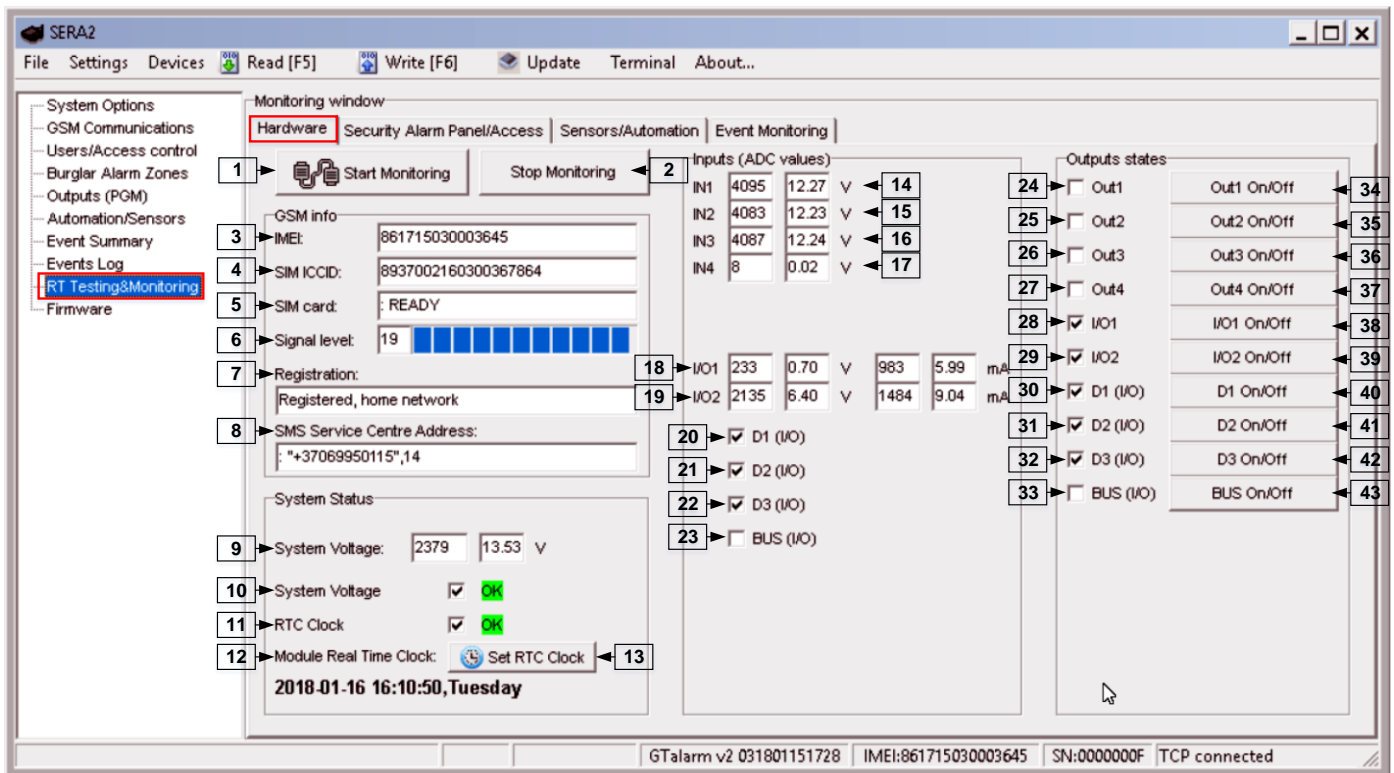 SERA2
File Settings Devices Read [F5] Write [F6] Update Terminal About...
System Options
GSM Communications
Users/Access control
Burglar Alarm Zones
Outputs (PGM)
Automation/Sensors
Event Summary
Events Log
RT Testing&Monitoring
Firmware
Monitoring window
Hardware Security Alarm Panel/Access Sensors/Automation Event Monitoring
1 Start Monitoring Stop Monitoring 2
GSM info
3 IMEI: 861715030003645
4 SIM ICCID: 8937002160300367864
5 SIM card: : READY
6 Signal level: 19
7 Registration:
Registered, home network
8 SMS Service Centre Address:
: "+37069950115",14
System Status
9 System Voltage: 2379 13.53 V
10 System Voltage OK
11 RTC Clock OK
12 Module Real Time Clock: Set RTC Clock 13
2018-01-16 16:10:50,Tuesday
Inputs (ADC values)
IN1 4095 12.27 V 14
IN2 4083 12.23 V 15
IN3 4087 12.24 V 16
IN4 8 0.02 V 17
18 I/O1 233 0.70 V 983 5.99 mA
19 I/O2 2135 6.40 V 1484 9.04 mA
20 D1 (I/O)
21 D2 (I/O)
22 D3 (I/O)
23 BUS (I/O)
Outputs states
24 Out1 Out1 On/Off 34
25 Out2 Out2 On/Off 35
26 Out3 Out3 On/Off 36
27 Out4 Out4 On/Off 37
28 I/O1 I/O1 On/Off 38
29 I/O2 I/O2 On/Off 39
30 D1 (I/O) D1 On/Off 40
31 D2 (I/O) D2 On/Off 41
32 D3 (I/O) D3 On/Off 42
33 BUS (I/O) BUS On/Off 43
GTalarm v2 031801151728 IMEI:861715030003645 SN:0000000F TCP connected